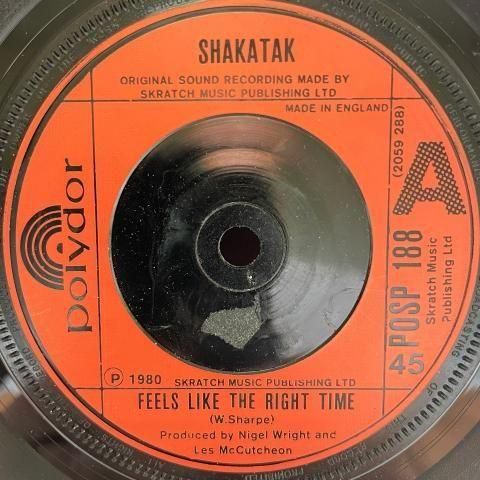 SHAKATAK
ORIGINAL SOUND RECORDING MADE BY
SKRATCH MUSIC PUBLISHING LTD
MADE IN ENGLAND
(2059 288)
A
polydor
POSP 188
Skratch Music
Publishing Ltd
45
℗ 1980 SKRATCH MUSIC PUBLISHING LTD
FEELS LIKE THE RIGHT TIME
(W.Sharpe)
Produced by Nigel Wright and
Les McCutcheon